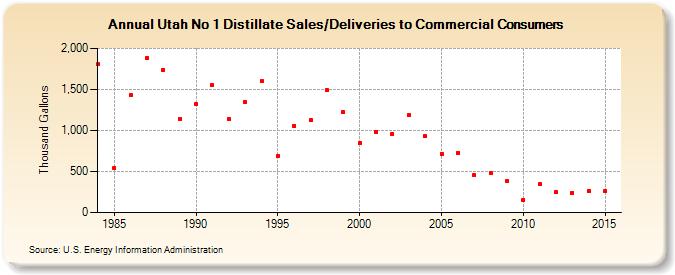 Annual Utah No 1 Distillate Sales/Deliveries to Commercial Consumers
Thousand Gallons
2,000
1,500
1,000
500
0
1985 1990 1995 2000 2005 2010 2015
Source: U.S. Energy Information Administration